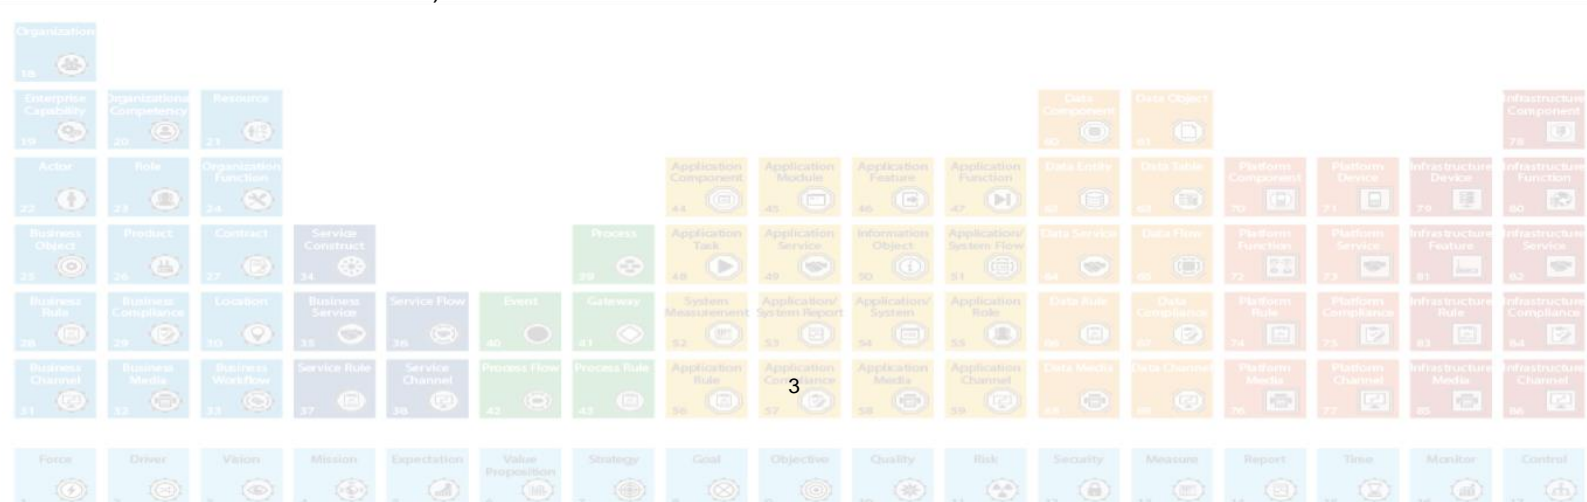 Organization
18
Enterprise Capability
19
Organizational Competency
20
Resource
21
Data Component
60
Data Object
61
Infrastructure Component
78
Actor
22
Role
23
Organization Function
24
Application Component
44
Application Module
45
Application Feature
46
Application Function
47
Data Entity
62
Data Table
63
Platform Component
70
Platform Device
71
Infrastructure Device
79
Infrastructure Function
80
Business Object
25
Product
26
Contract
27
Service Construct
34
Process
39
Application Task
48
Application Service
49
Information Object
50
Application/ System Flow
51
Data Service
64
Data Flow
65
Platform Function
72
Platform Service
73
Infrastructure Feature
81
Infrastructure Service
82
Business Rule
28
Business Compliance
29
Location
30
Business Service
35
Service Flow
36
Event
40
Gateway
41
System Measurement
52
Application/ System Report
53
Application/ System
54
Application Role
55
Data Rule
66
Data Compliance
67
Platform Rule
74
Platform Compliance
75
Infrastructure Rule
83
Infrastructure Compliance
84
Business Channel
31
Business Media
32
Business Workflow
33
Service Rule
37
Service Channel
38
Process Flow
42
Process Rule
43
Application Rule
56
Application Compliance
57
3
Application Media
58
Application Channel
59
Data Media
Data Channel
Platform Media
76
Platform Channel
77
Infrastructure Media
85
Infrastructure Channel
86
Force
Driver
Vision
Mission
Expectation
Value Proposition
Strategy
Goal
Objective
Quality
Risk
Security
Measure
Report
Time
Monitor
Control